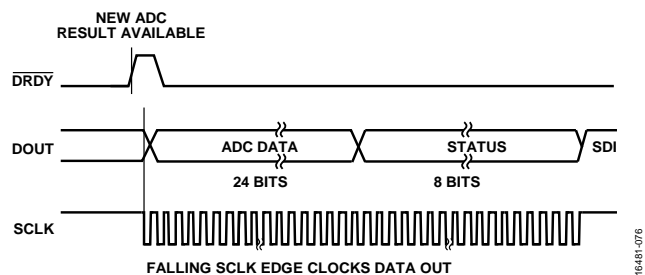 NEW ADC
RESULT AVAILABLE
DRDY
DOUT
ADC DATA
STATUS
SDI
24 BITS
8 BITS
SCLK
FALLING SCLK EDGE CLOCKS DATA OUT
16481-076